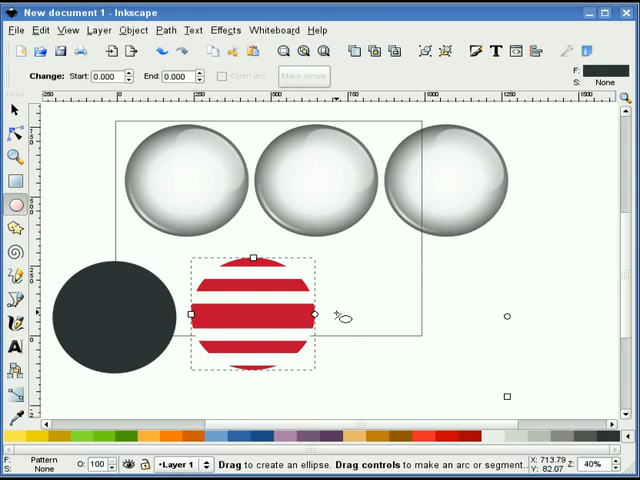 New document 1 - Inkscape
File Edit View Layer Object Path Text Effects Whiteboard Help
Change: Start: 0.000 End: 0.000 Open arc Make whole F: S: None
-250 0 250 500 750 1000 1250 1500
F: Pattern O: 100 Layer 1 Drag to create an ellipse. Drag controls to make an arc or segment.. X: 713.79 Z: 40%
S: None Y: 82.07